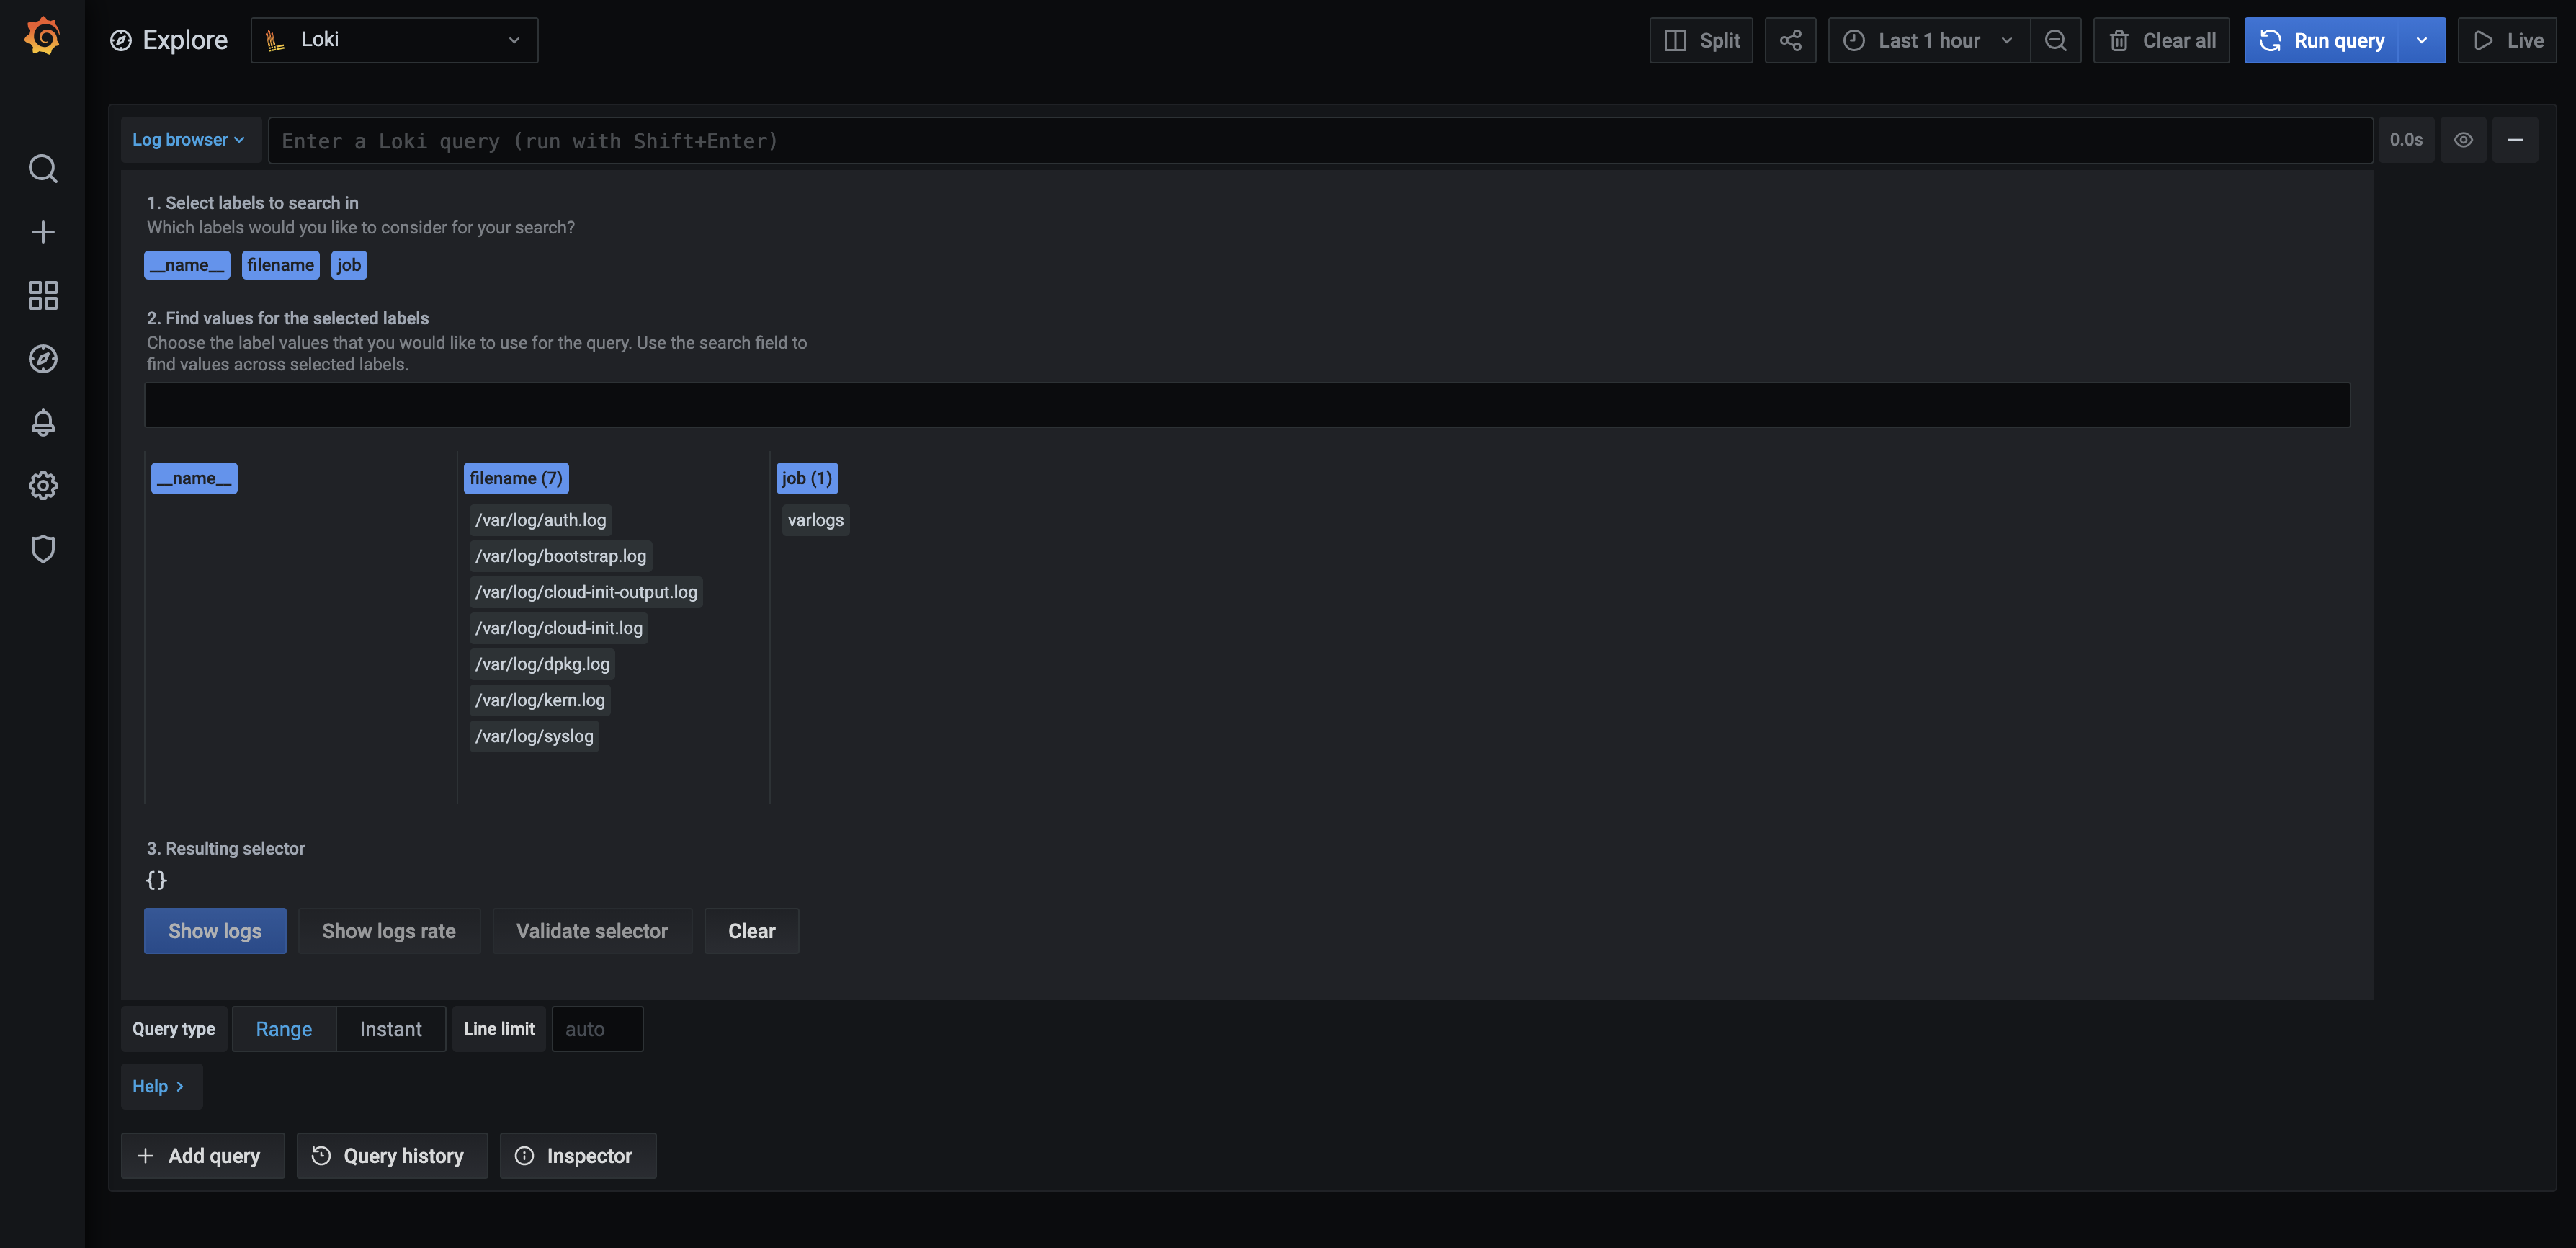 Explore
Loki
Split
Last 1 hour
Clear all
Run query
Live
Log browser
Enter a Loki query (run with Shift+Enter)
0.0s
1. Select labels to search in
Which labels would you like to consider for your search?
__name__ filename job
2. Find values for the selected labels
Choose the label values that you would like to use for the query. Use the search field to
find values across selected labels.
__name__
filename (7)
/var/log/auth.log
/var/log/bootstrap.log
/var/log/cloud-init-output.log
/var/log/cloud-init.log
/var/log/dpkg.log
/var/log/kern.log
/var/log/syslog
job (1)
varlogs
3. Resulting selector
{}
Show logs
Show logs rate
Validate selector
Clear
Query type
Range
Instant
Line limit
auto
Help
Add query
Query history
Inspector